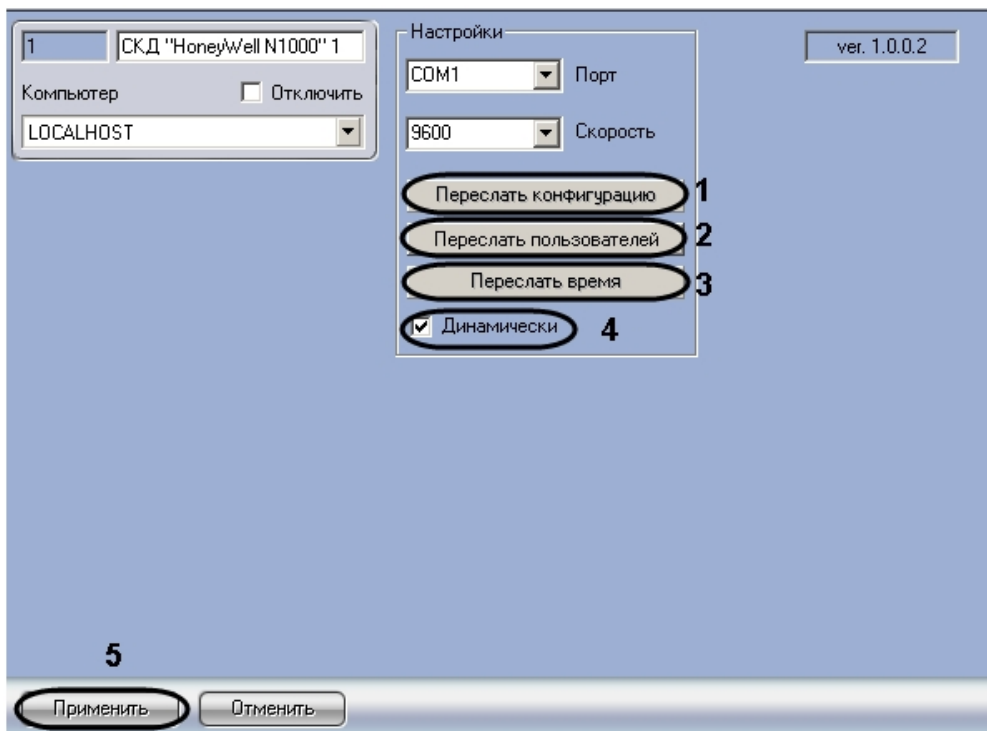 1
СКД "HoneyWell N1000" 1
Компьютер
Отключить
LOCALHOST
Настройки
COM1
Порт
9600
Скорость
Переслать конфигурацию
1
Переслать пользователей
2
Переслать время
3
Динамически
4
ver. 1.0.0.2
5
Применить
Отменить